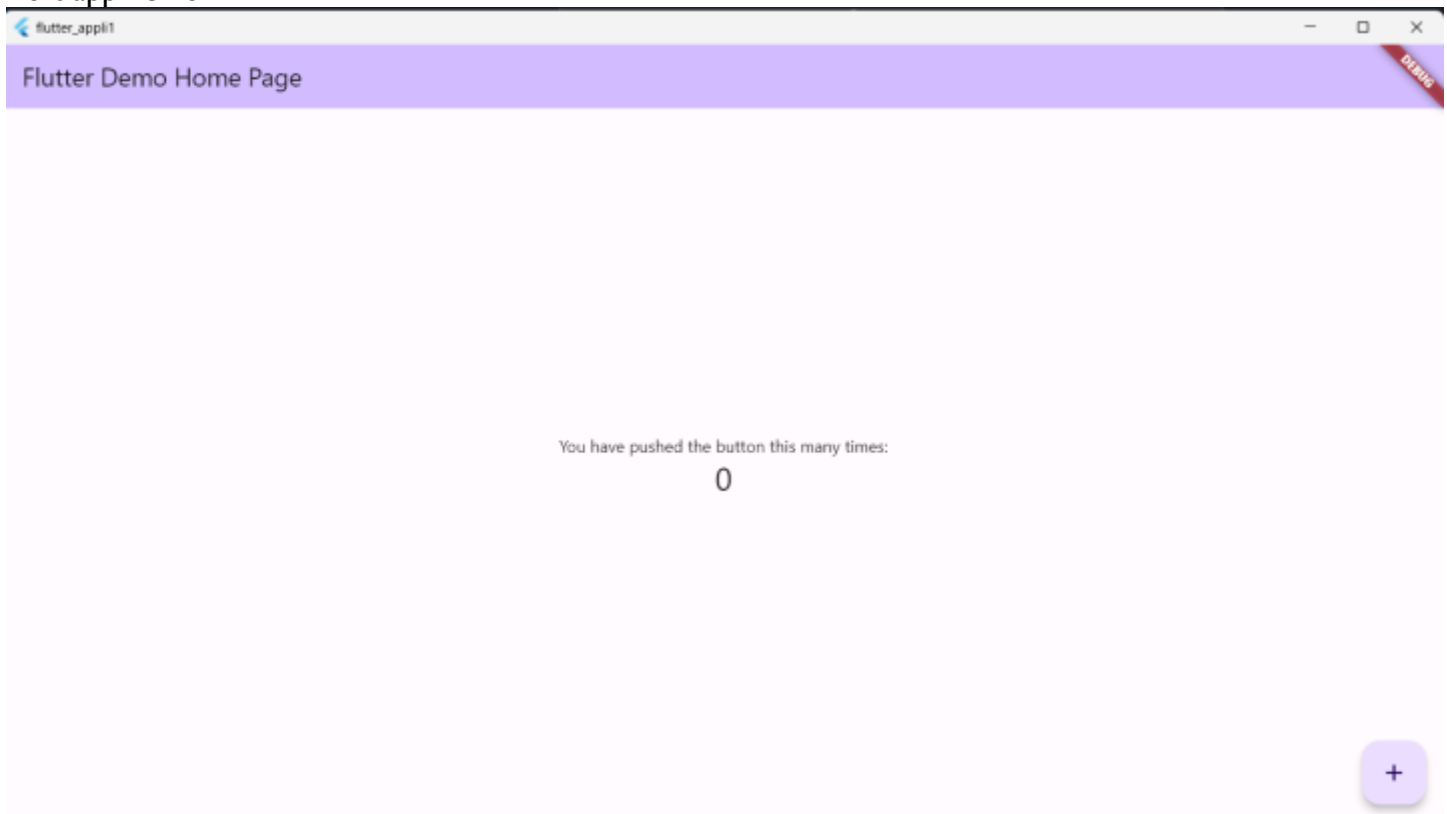 flutter_appli1
Flutter Demo Home Page
DEBUG
You have pushed the button this many times:
0
+